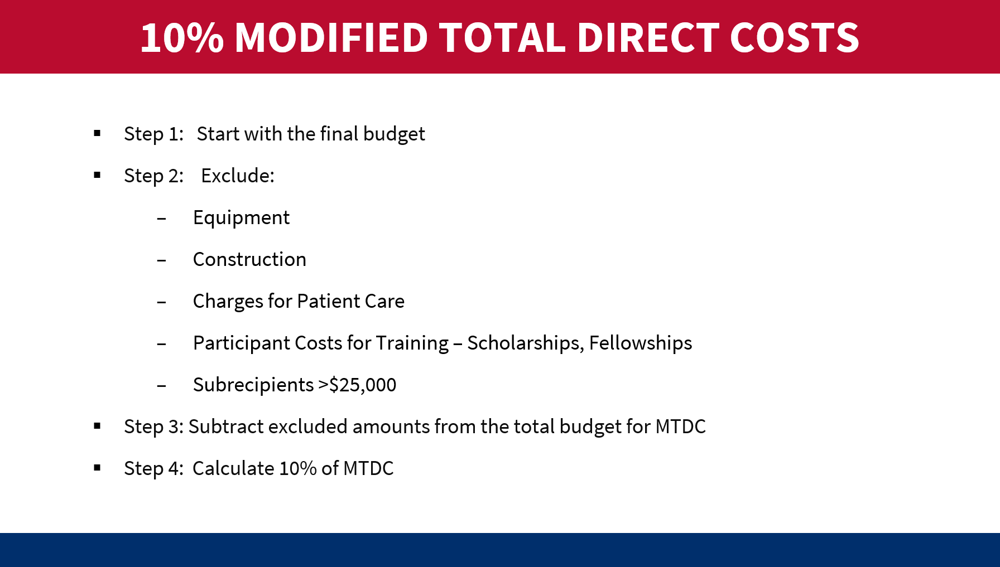 10% MODIFIED TOTAL DIRECT COSTS
▪ Step 1: Start with the final budget
▪ Step 2: Exclude:
– Equipment
– Construction
– Charges for Patient Care
– Participant Costs for Training – Scholarships, Fellowships
– Subrecipients >$25,000
▪ Step 3: Subtract excluded amounts from the total budget for MTDC
▪ Step 4: Calculate 10% of MTDC